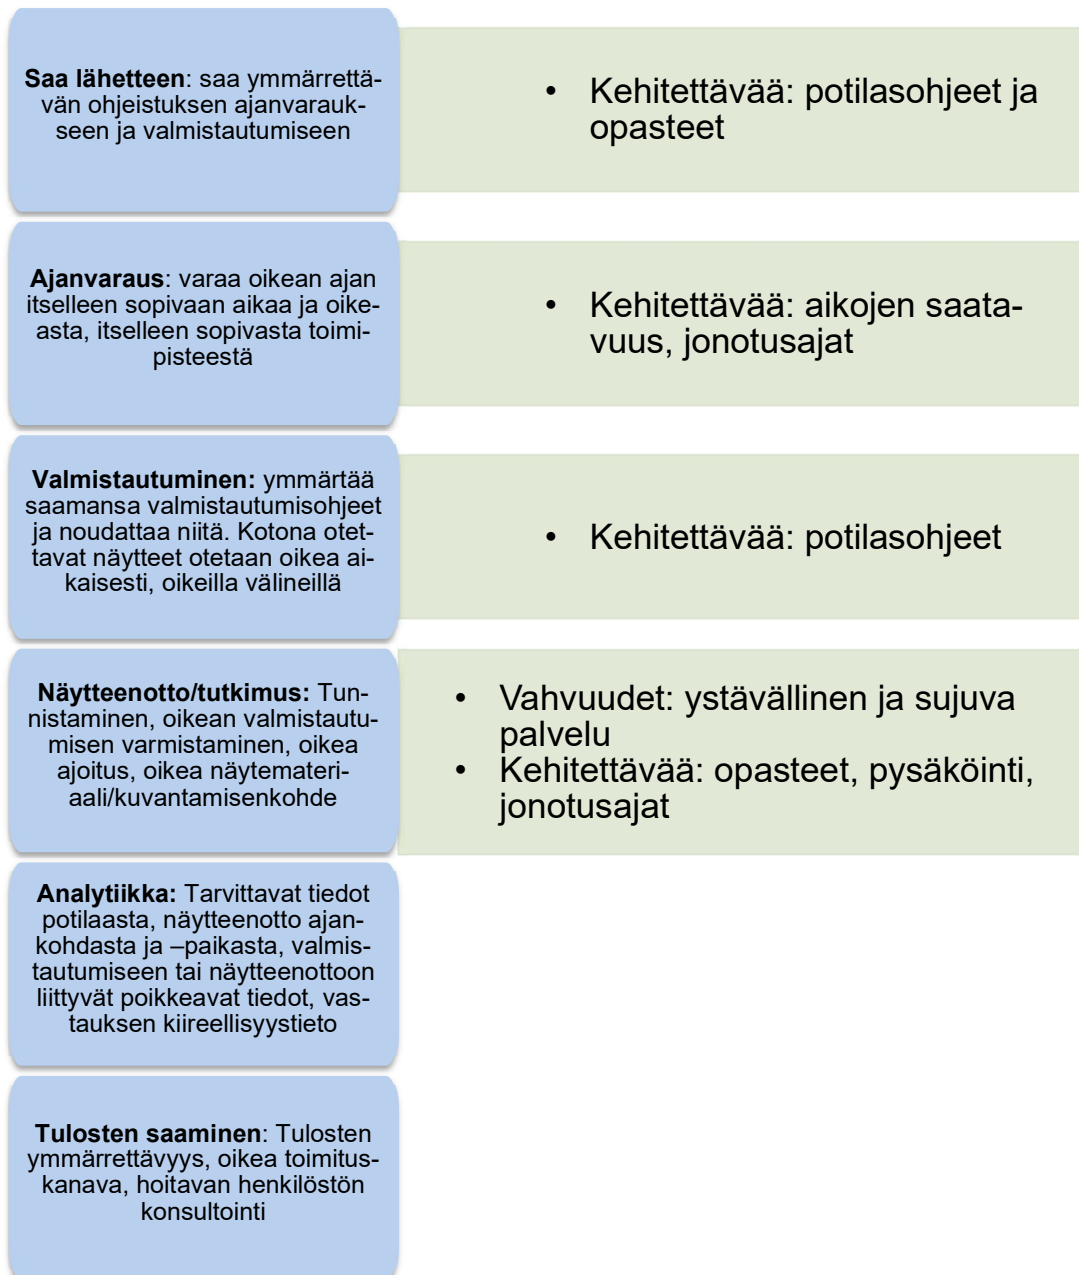 Saa lähetteen: saa ymmärrettä-
vän ohjeistuksen ajanvarauk-
seen ja valmistautumiseen
• Kehitettävää: potilasohjeet ja
opasteet
Ajanvaraus: varaa oikean ajan
itselleen sopivaan aikaa ja oike-
asta, itselleen sopivasta toimi-
pisteestä
• Kehitettävää: aikojen saata-
vuus, jonotusajat
Valmistautuminen: ymmärtää
saamansa valmistautumisohjeet
ja noudattaa niitä. Kotona otet-
tavat näytteet otetaan oikea ai-
kaisesti, oikeilla välineillä
• Kehitettävää: potilasohjeet
Näytteenotto/tutkimus: Tun-
nistaminen, oikean valmistautu-
misen varmistaminen, oikea
ajoitus, oikea näytemateri-
aali/kuvantamisenkohde
• Vahvuudet: ystävällinen ja sujuva
palvelu
• Kehitettävää: opasteet, pysäköinti,
jonotusajat
Analytiikka: Tarvittavat tiedot
potilaasta, näytteenotto ajan-
kohdasta ja –paikasta, valmis-
tautumiseen tai näytteenottoon
liittyvät poikkeavat tiedot, vas-
tauksen kiireellisyystieto
Tulosten saaminen: Tulosten
ymmärrettävyys, oikea toimitus-
kanava, hoitavan henkilöstön
konsultointi